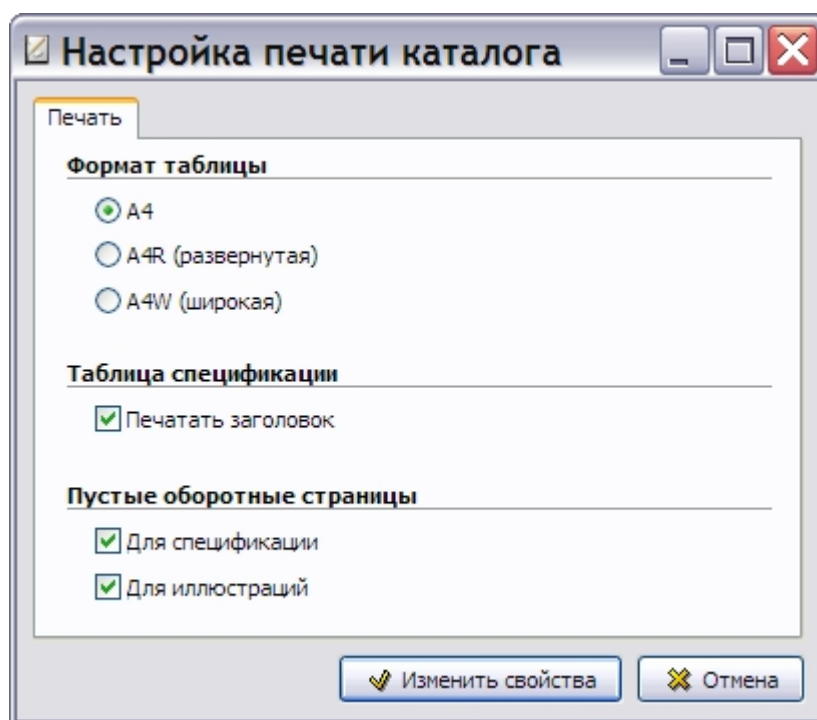 Настройка печати каталога
Печать
Формат таблицы
A4
A4R (развернутая)
A4W (широкая)
Таблица спецификации
Печатать заголовок
Пустые оборотные страницы
Для спецификации
Для иллюстраций
Изменить свойства
Отмена